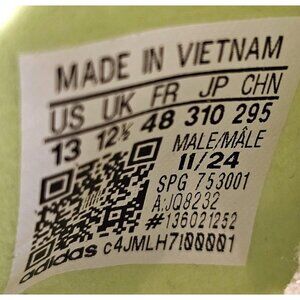 MADE IN VIETNAM
US UK FR JP CHN
13 12½ 48 310 295
MALE/MÂLE
11/24
SPG 753001
A:JQ8232
#136021252
adidas c4JMLH7I00001